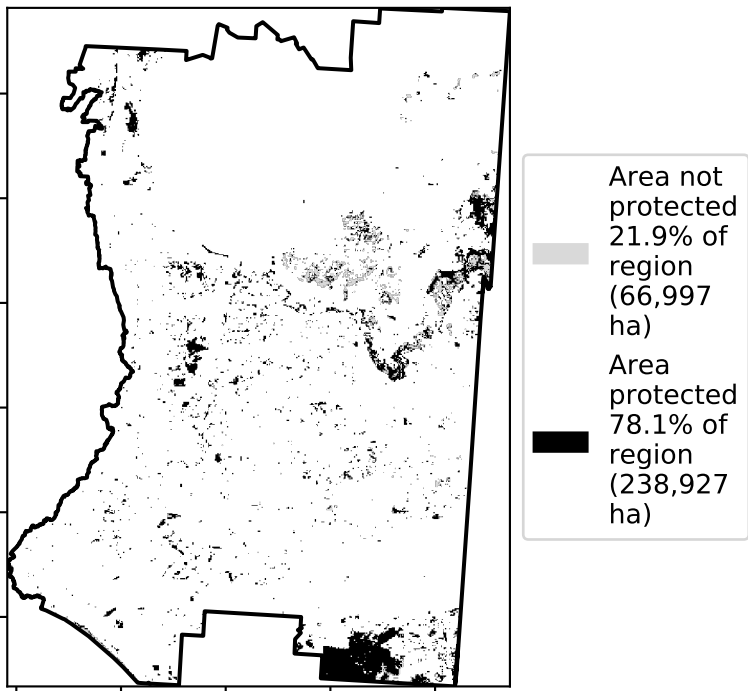 Area not
protected
21.9% of
region
(66,997
ha)
Area
protected
78.1% of
region
(238,927
ha)